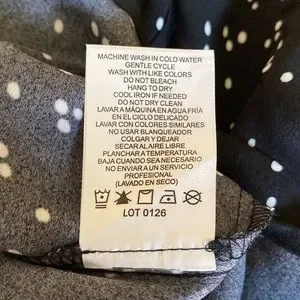 MACHINE WASH IN COLD WATER
GENTLE CYCLE
WASH WITH LIKE COLORS
DO NOT BLEACH
HANG TO DRY
COOL IRON IF NEEDED
DO NOT DRY CLEAN
LAVAR A MÁQUINA EN AGUA FRÍA
EN EL CICLO DELICADO
LAVAR CON COLORES SIMILARES
NO USAR BLANQUEADOR
COLGAR Y DEJAR
SECAR AL AIRE LIBRE
PLANCHAR A TEMPERATURA
BAJA CUANDO SEA NECESARIO
NO ENVIAR A UN SERVICIO
PROFESIONAL
(LAVADO EN SECO)
LOT 0126